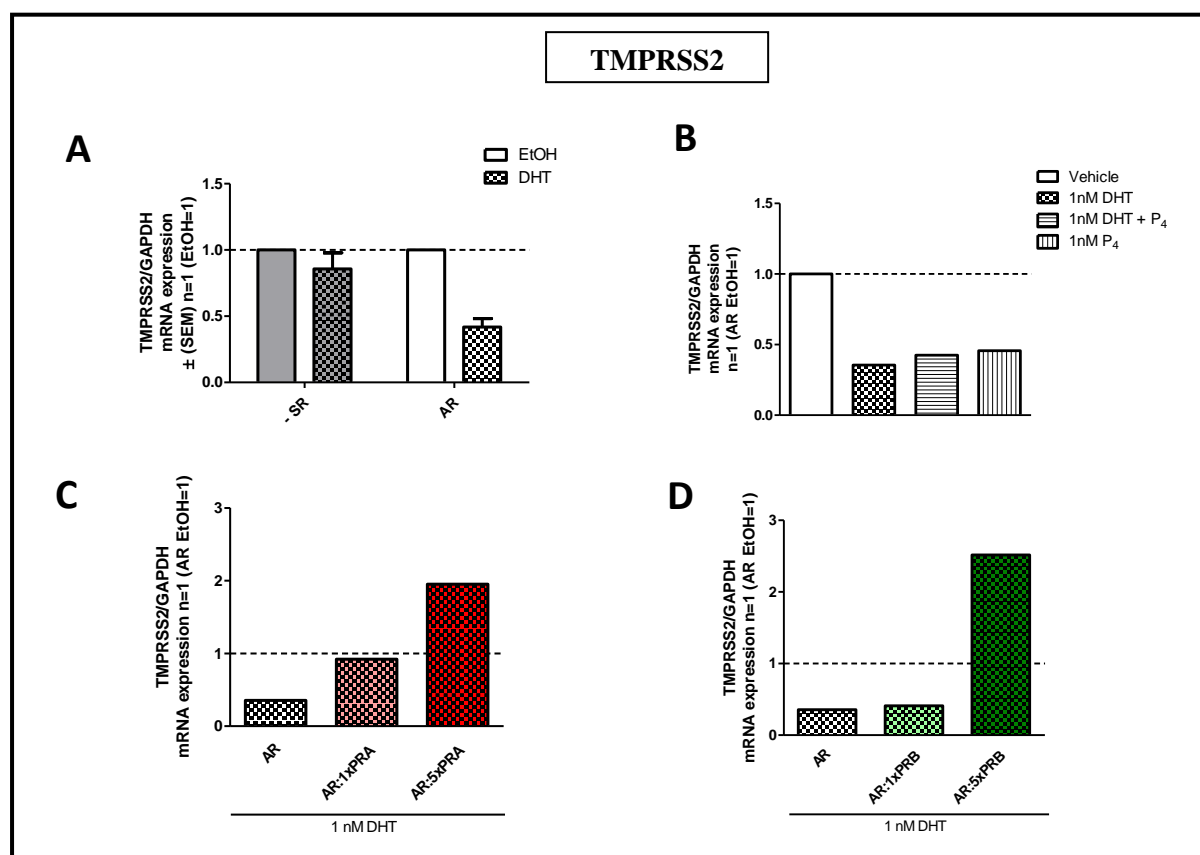 TMPRSS2
A
EtOH
DHT
TMPRSS2/GAPDH
mRNA expression
± (SEM) n=1 (EtOH=1)
1.5
1.0
0.5
0.0
- SR
AR
B
Vehicle
1nM DHT
1nM DHT + P₄
1nM P₄
TMPRSS2/GAPDH
mRNA expression
n=1 (AR EtOH=1)
1.5
1.0
0.5
0.0
C
TMPRSS2/GAPDH
mRNA expression n=1 (AR EtOH=1)
3
2
1
0
AR
AR:1xPRA
AR:5xPRA
1 nM DHT
D
TMPRSS2/GAPDH
mRNA expression n=1 (AR EtOH=1)
3
2
1
0
AR
AR:1xPRB
AR:5xPRB
1 nM DHT